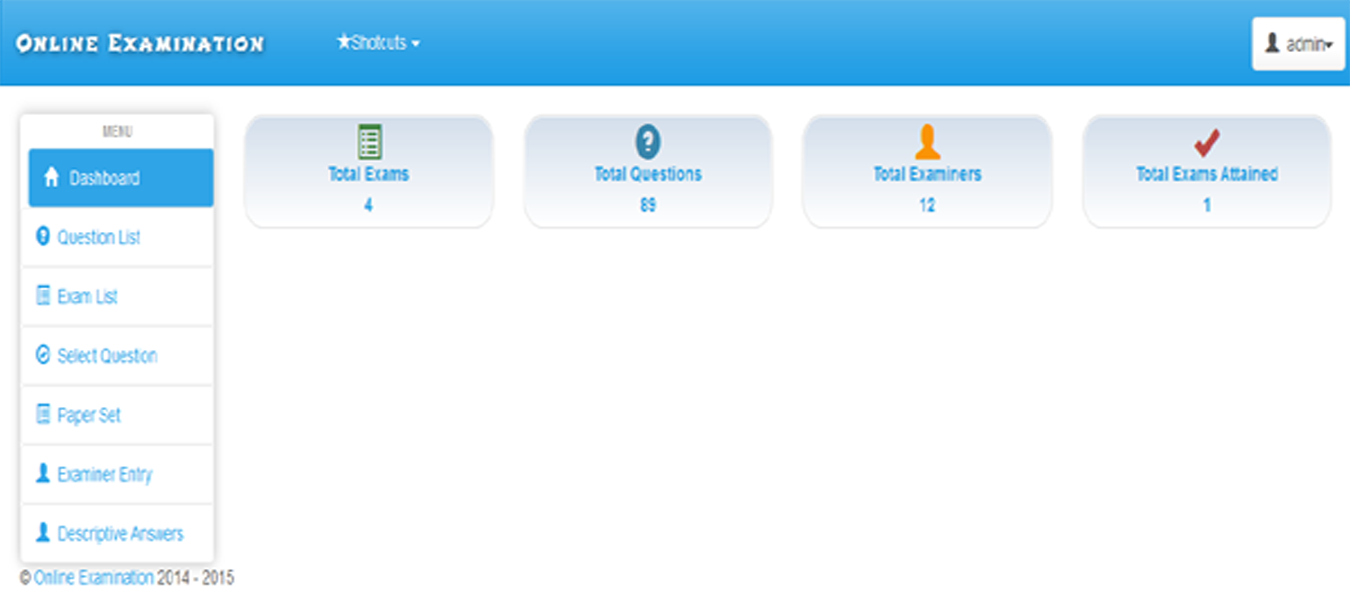 Online Examination
Shotcuts
admin
MENU
Dashboard
Question List
Exam List
Select Question
Paper Set
Examiner Entry
Descriptive Answers
Total Exams
4
Total Questions
89
Total Examiners
12
Total Exams Attained
1
© Online Examination 2014 - 2015